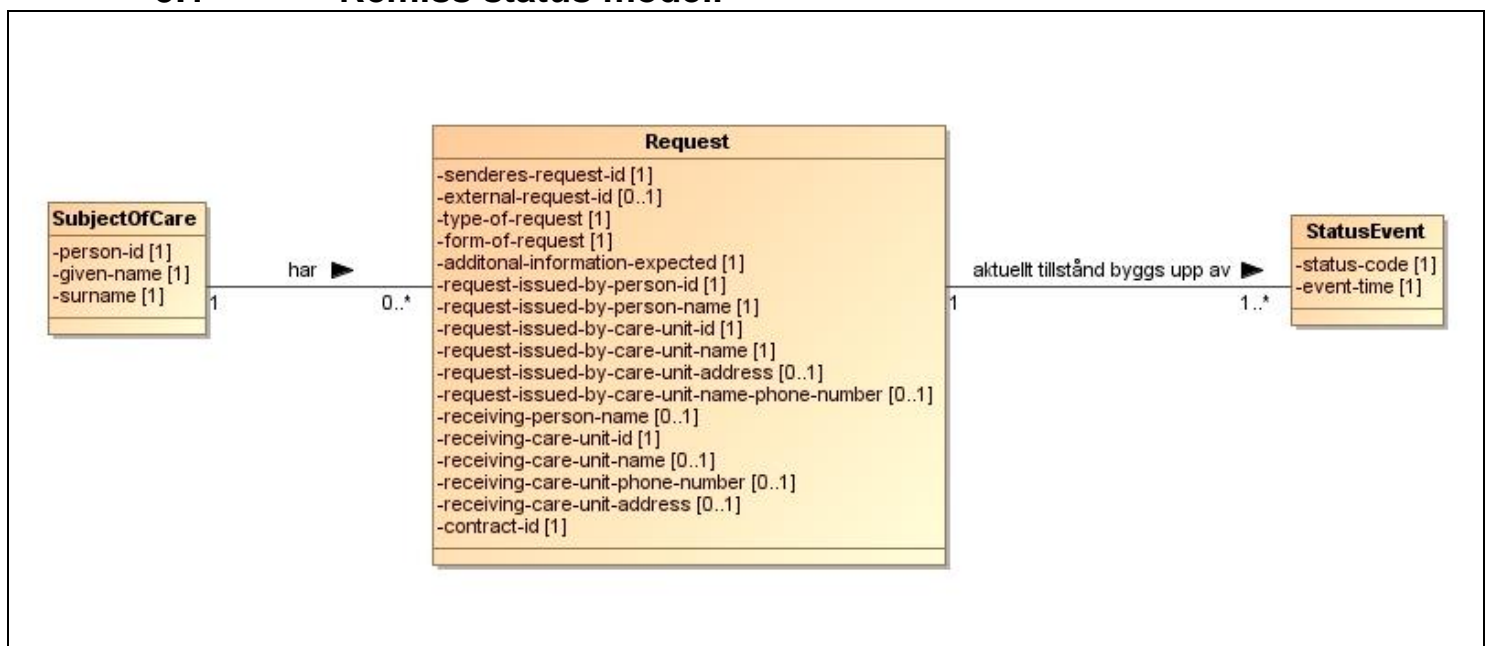 SubjectOfCare
-person-id [1]
-given-name [1]
-surname [1]
1
har
0..*
Request
-senderes-request-id [1]
-external-request-id [0..1]
-type-of-request [1]
-form-of-request [1]
-additonal-information-expected [1]
-request-issued-by-person-id [1]
-request-issued-by-person-name [1]
-request-issued-by-care-unit-id [1]
-request-issued-by-care-unit-name [1]
-request-issued-by-care-unit-address [0..1]
-request-issued-by-care-unit-name-phone-number [0..1]
-receiving-person-name [0..1]
-receiving-care-unit-id [1]
-receiving-care-unit-name [0..1]
-receiving-care-unit-phone-number [0..1]
-receiving-care-unit-address [0..1]
-contract-id [1]
1
aktuellt tillstånd byggs upp av
1..*
StatusEvent
-status-code [1]
-event-time [1]